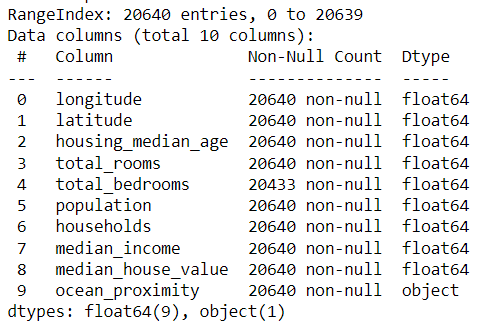 RangeIndex: 20640 entries, 0 to 20639
Data columns (total 10 columns):
 #   Column              Non-Null Count  Dtype
---  ------              --------------  -----
 0   longitude           20640 non-null  float64
 1   latitude            20640 non-null  float64
 2   housing_median_age  20640 non-null  float64
 3   total_rooms         20640 non-null  float64
 4   total_bedrooms      20433 non-null  float64
 5   population          20640 non-null  float64
 6   households          20640 non-null  float64
 7   median_income       20640 non-null  float64
 8   median_house_value  20640 non-null  float64
 9   ocean_proximity     20640 non-null  object
dtypes: float64(9), object(1)